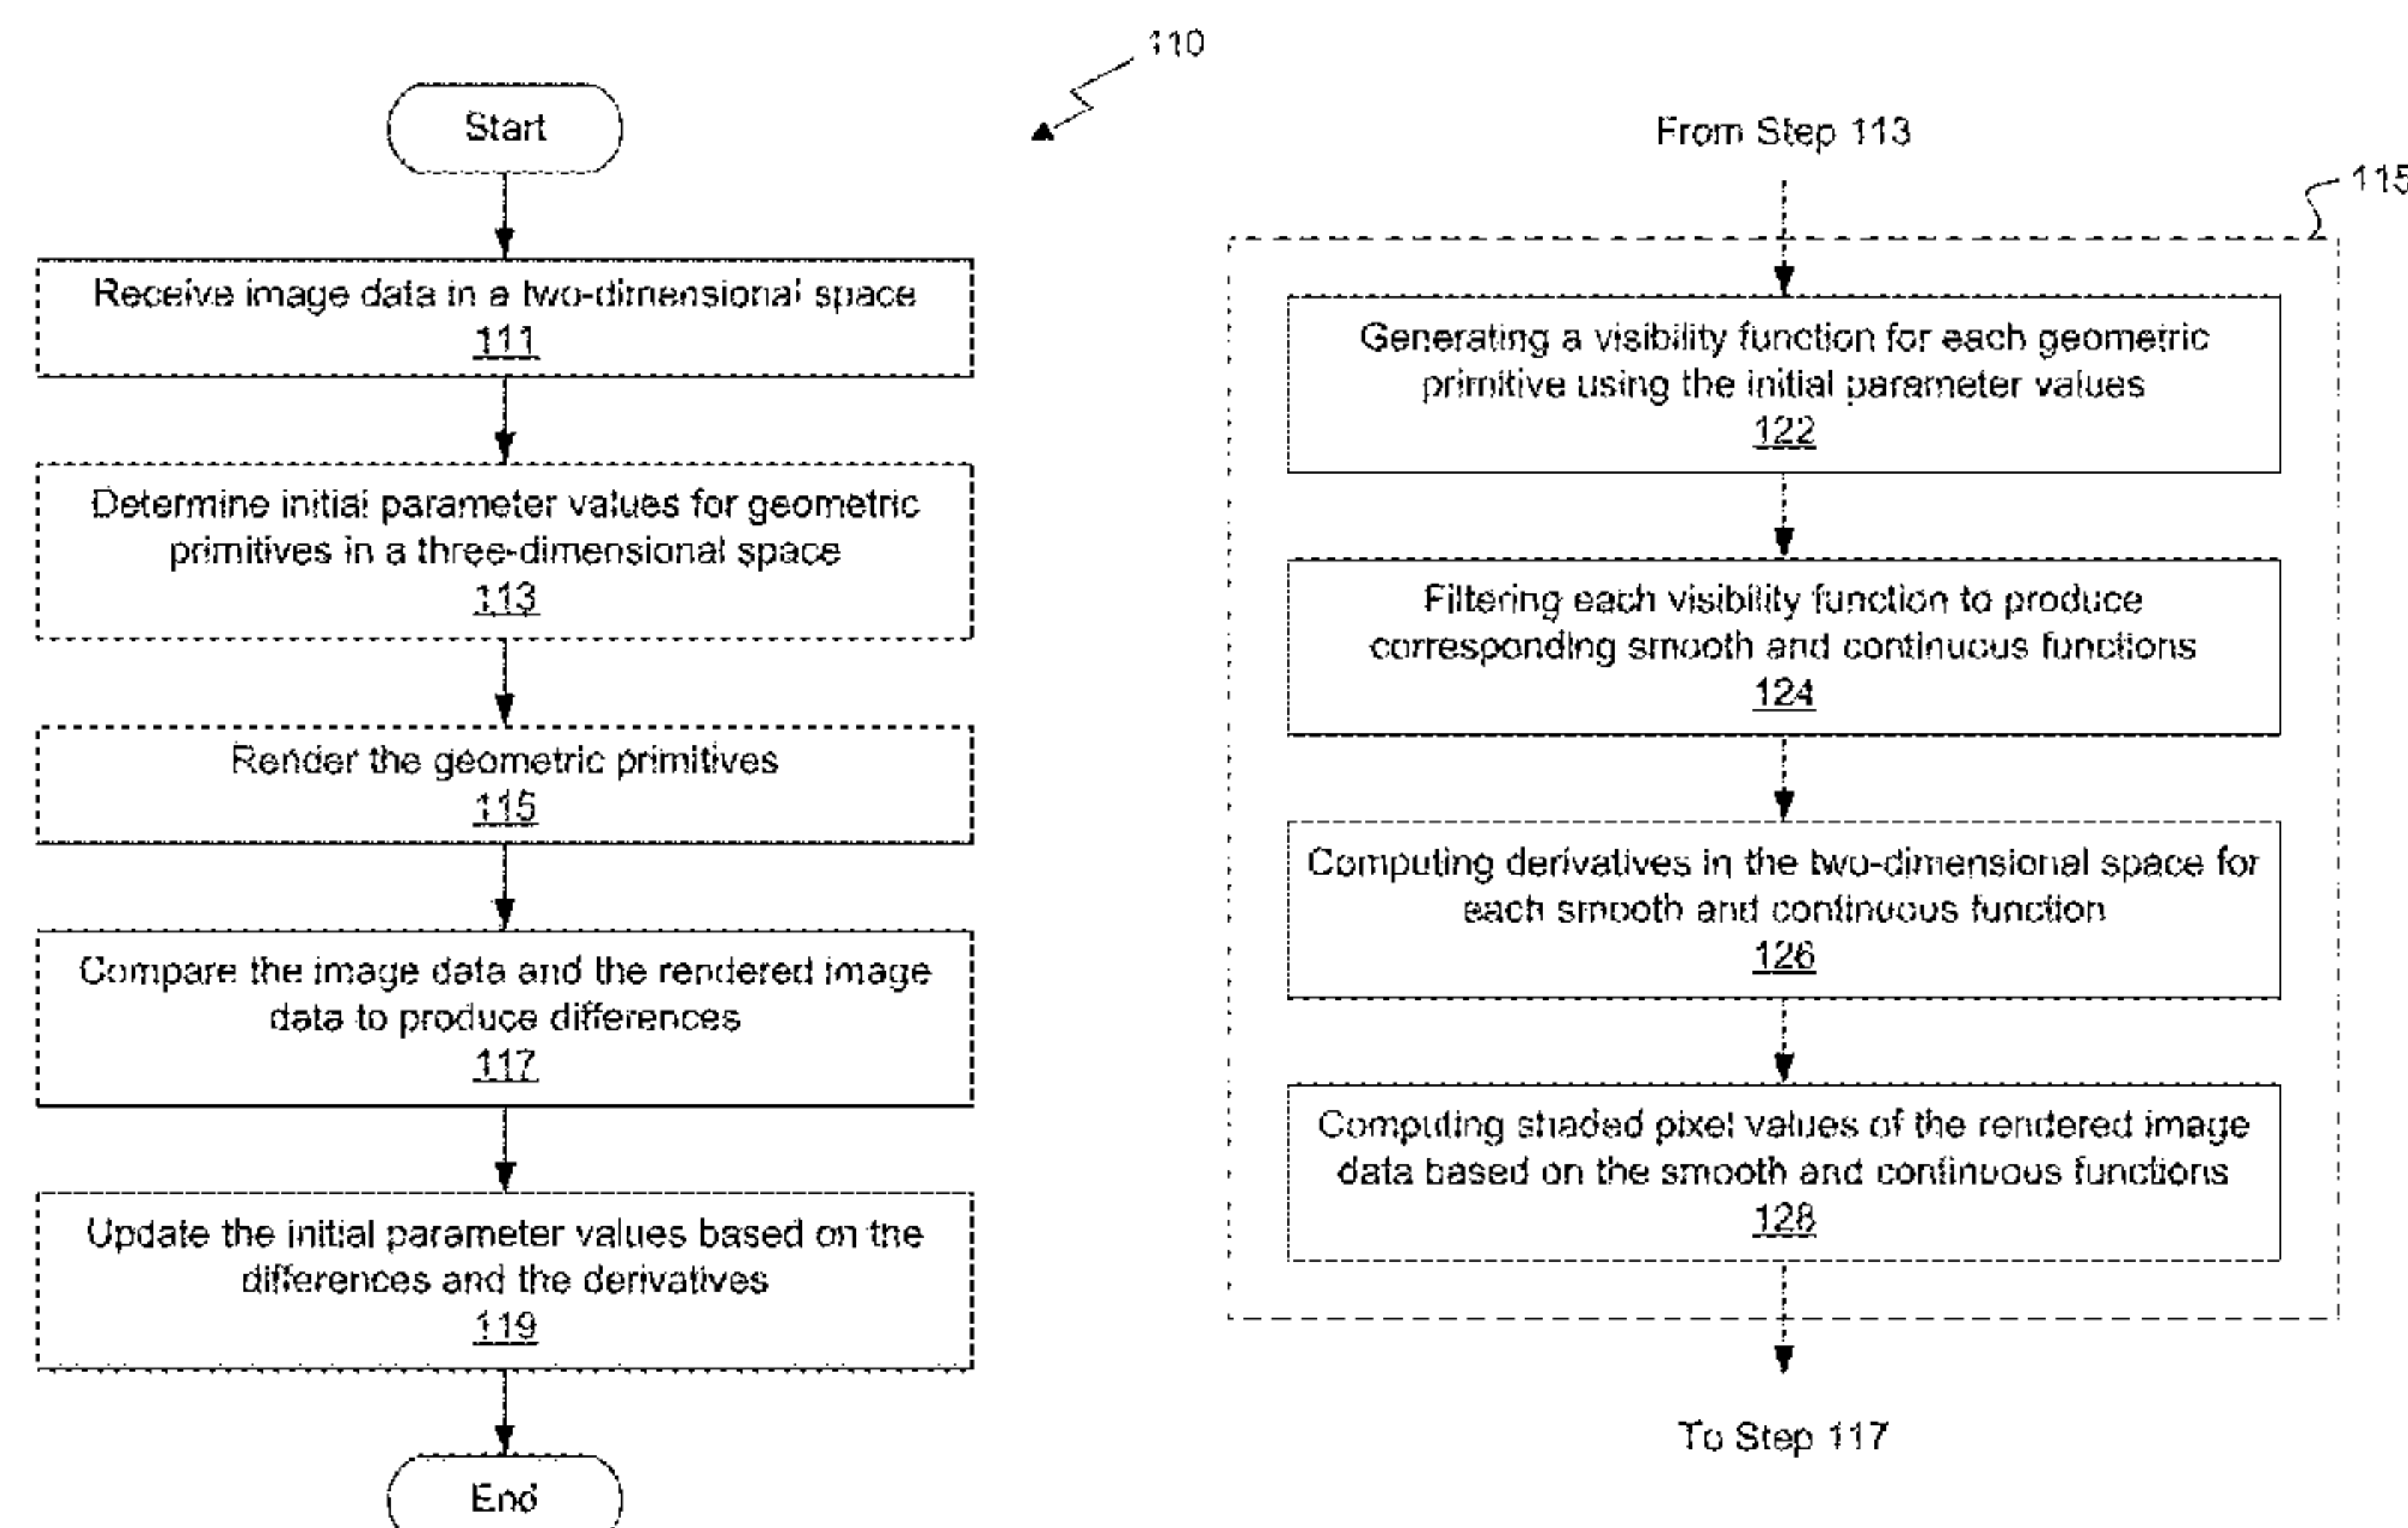 110
Start
Receive image data in a two-dimensional space
111
Determine initial parameter values for geometric
primitives in a three-dimensional space
113
Render the geometric primitives
115
Compare the image data and the rendered image
data to produce differences
117
Update the initial parameter values based on the
differences and the derivatives
119
End
From Step 113
115
Generating a visibility function for each geometric
primitive using the initial parameter values
122
Filtering each visibility function to produce
corresponding smooth and continuous functions
124
Computing derivatives in the two-dimensional space for
each smooth and continuous function
126
Computing shaded pixel values of the rendered image
data based on the smooth and continuous functions
128
To Step 117